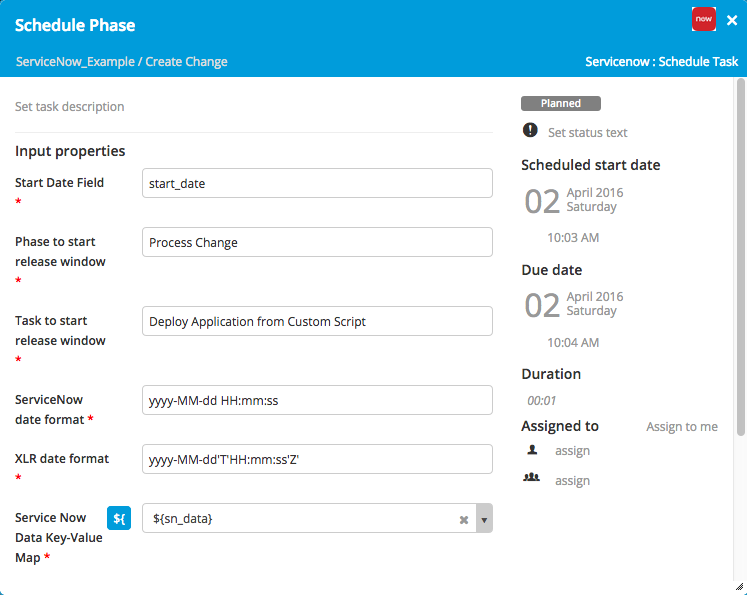 Schedule Phase
now
ServiceNow_Example / Create Change
Servicenow : Schedule Task
Set task description
Input properties
Start Date Field
*
start_date
Phase to start
release window
*
Process Change
Task to start
release window
*
Deploy Application from Custom Script
ServiceNow
date format *
yyyy-MM-dd HH:mm:ss
XLR date format
*
yyyy-MM-dd'T'HH:mm:ss'Z'
Service Now
Data Key-Value
Map *
${
${sn_data}
Planned
Set status text
Scheduled start date
02
April 2016
Saturday
10:03 AM
Due date
02
April 2016
Saturday
10:04 AM
Duration
00:01
Assigned to
Assign to me
assign
assign